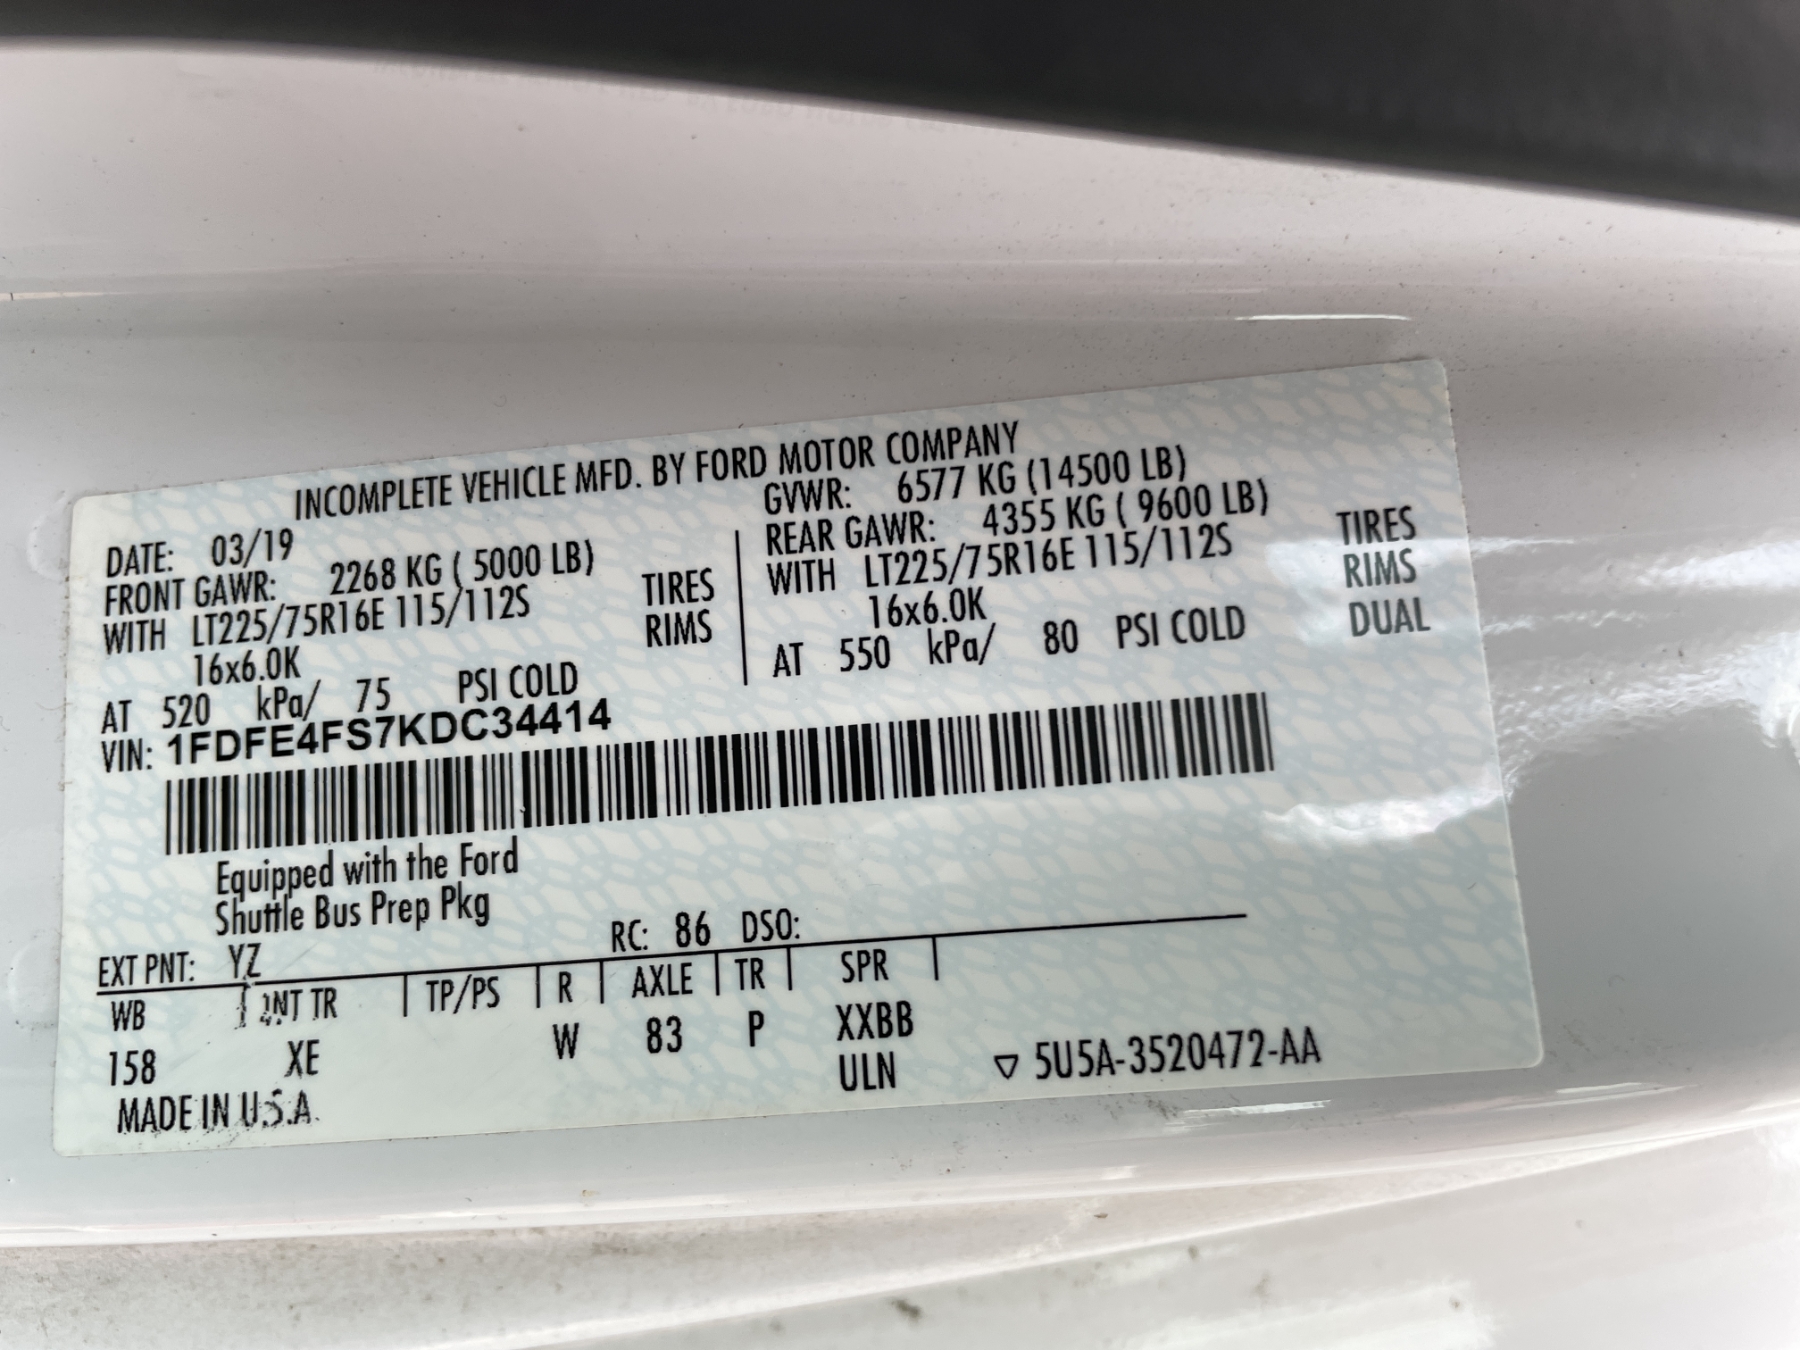 INCOMPLETE VEHICLE MFD. BY FORD MOTOR COMPANY
DATE: 03/19 GVWR: 6577 KG (14500 LB)
FRONT GAWR: 2268 KG ( 5000 LB) REAR GAWR: 4355 KG ( 9600 LB)
WITH LT225/75R16E 115/112S TIRES WITH LT225/75R16E 115/112S TIRES
16x6.0K RIMS 16x6.0K RIMS
AT 520 kPa/ 75 PSI COLD AT 550 kPa/ 80 PSI COLD DUAL
VIN: 1FDFE4FS7KDC34414
Equipped with the Ford
Shuttle Bus Prep Pkg
EXT PNT: YZ RC: 86 DSO:
WB INT TR TP/PS R AXLE TR SPR
158 XE W 83 P XXBB
ULN ▽ 5U5A-3520472-AA
MADE IN U.S.A.